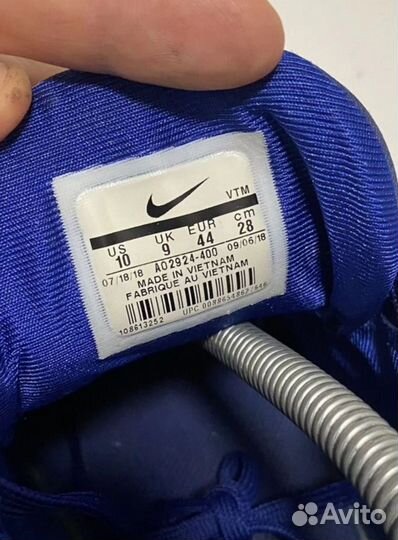 VTM
US UK EUR cm
10 9 44 28
07/18/18 AO2924-400 09/06/18
MADE IN VIETNAM
FABRIQUE AU VIETNAM
108613252 UPC
Avito